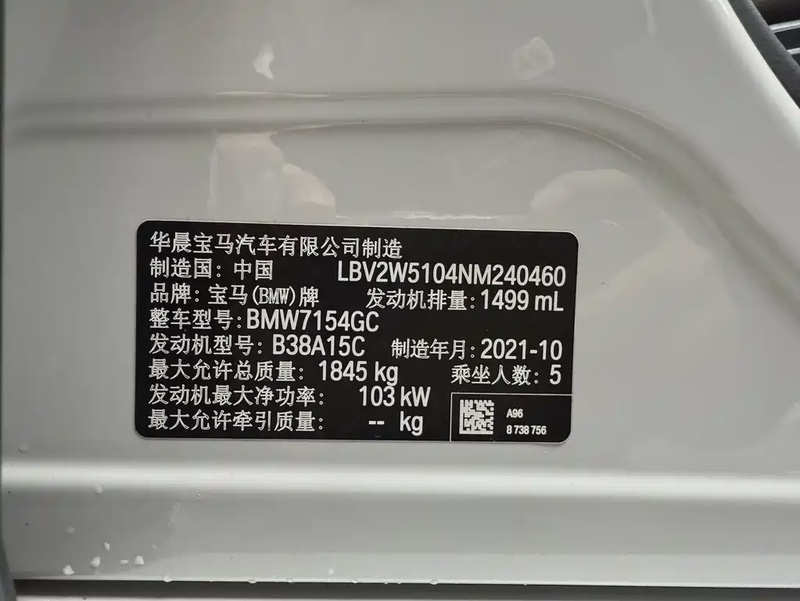 华晨宝马汽车有限公司制造
制造国: 中国 LBV2W5104NM240460
品牌: 宝马(BMW)牌 发动机排量: 1499 mL
整车型号: BMW7154GC
发动机型号: B38A15C 制造年月: 2021-10
最大允许总质量: 1845 kg 乘坐人数: 5
发动机最大净功率: 103 kW
最大允许牵引质量: -- kg
A96
8 738 756